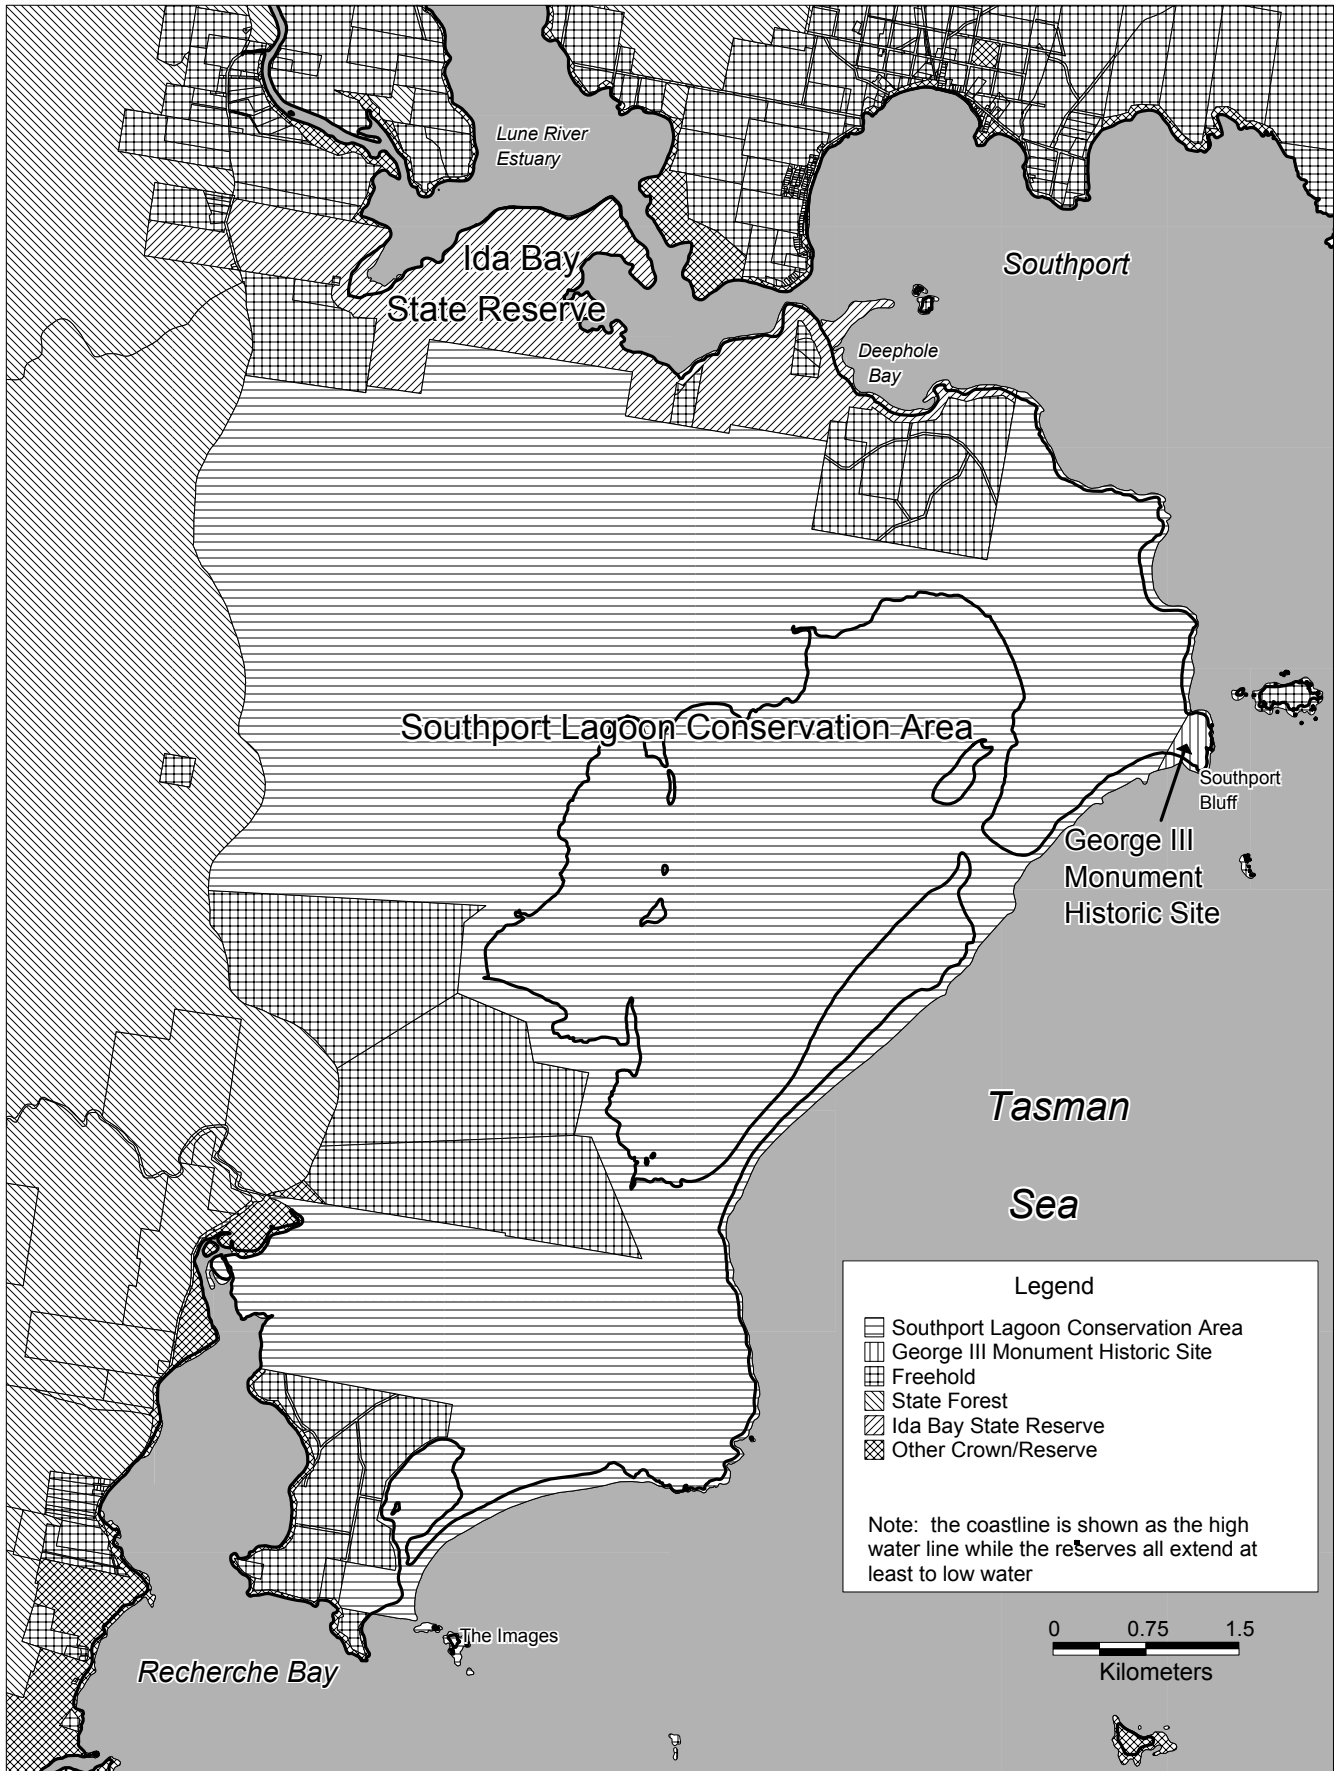 Lune River
Estuary
Ida Bay
State Reserve
Southport
Deephole
Bay
Southport Lagoon Conservation Area
Southport
Bluff
George III
Monument
Historic Site
Tasman
Sea
Legend
Southport Lagoon Conservation Area
George III Monument Historic Site
Freehold
State Forest
Ida Bay State Reserve
Other Crown/Reserve
Note: the coastline is shown as the high
water line while the reserves all extend at
least to low water
0 0.75 1.5
Kilometers
The Images
Recherche Bay